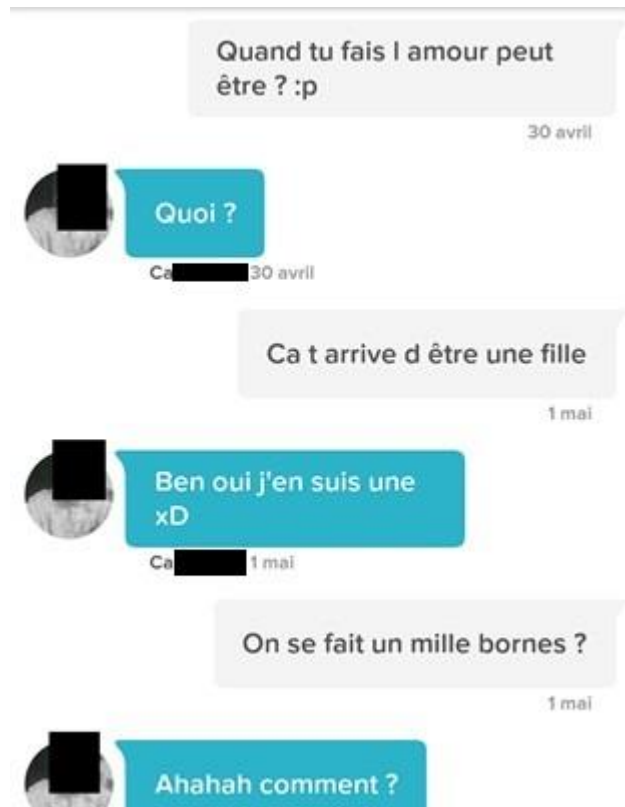 Quand tu fais l amour peut
être ? :p
30 avril
Quoi ?
Ca 30 avril
Ca t arrive d être une fille
1 mai
Ben oui j'en suis une
xD
Ca 1 mai
On se fait un mille bornes ?
1 mai
Ahahah comment ?